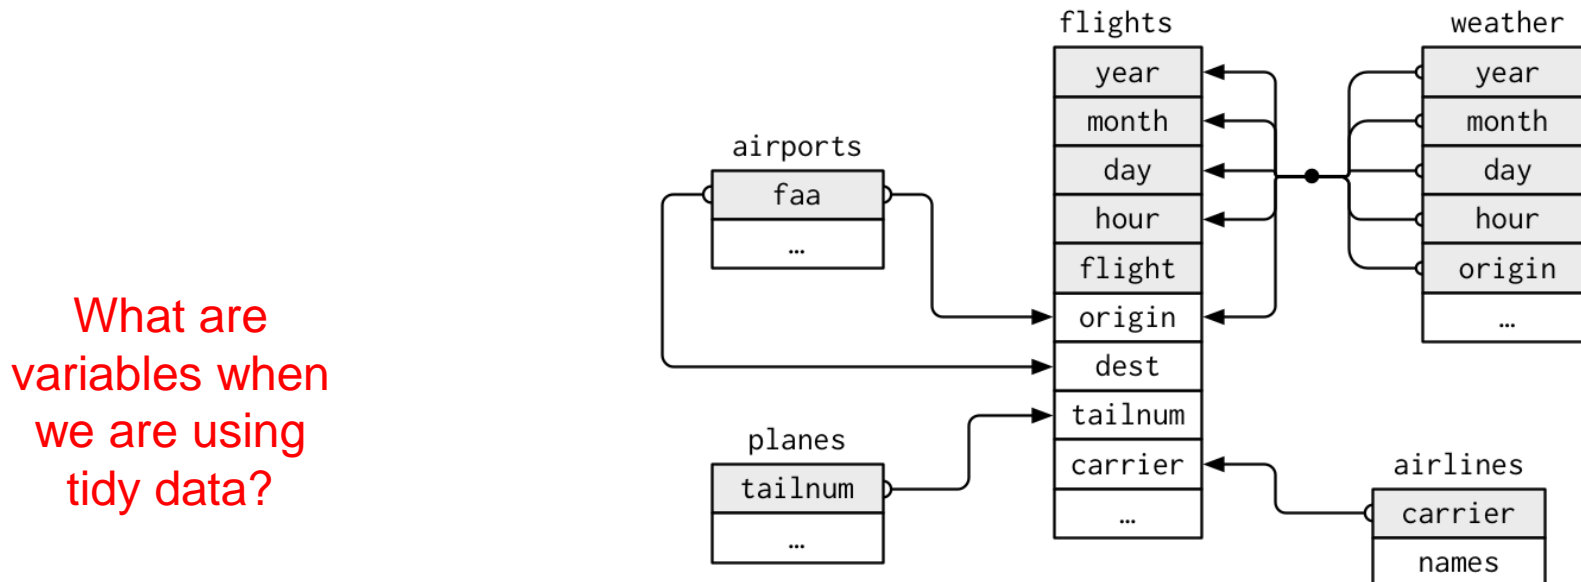 What are
variables when
we are using
tidy data?
airports
faa
...
planes
tailnum
...
flights
year
month
day
hour
flight
origin
dest
tailnum
carrier
...
weather
year
month
day
hour
origin
...
airlines
carrier
names